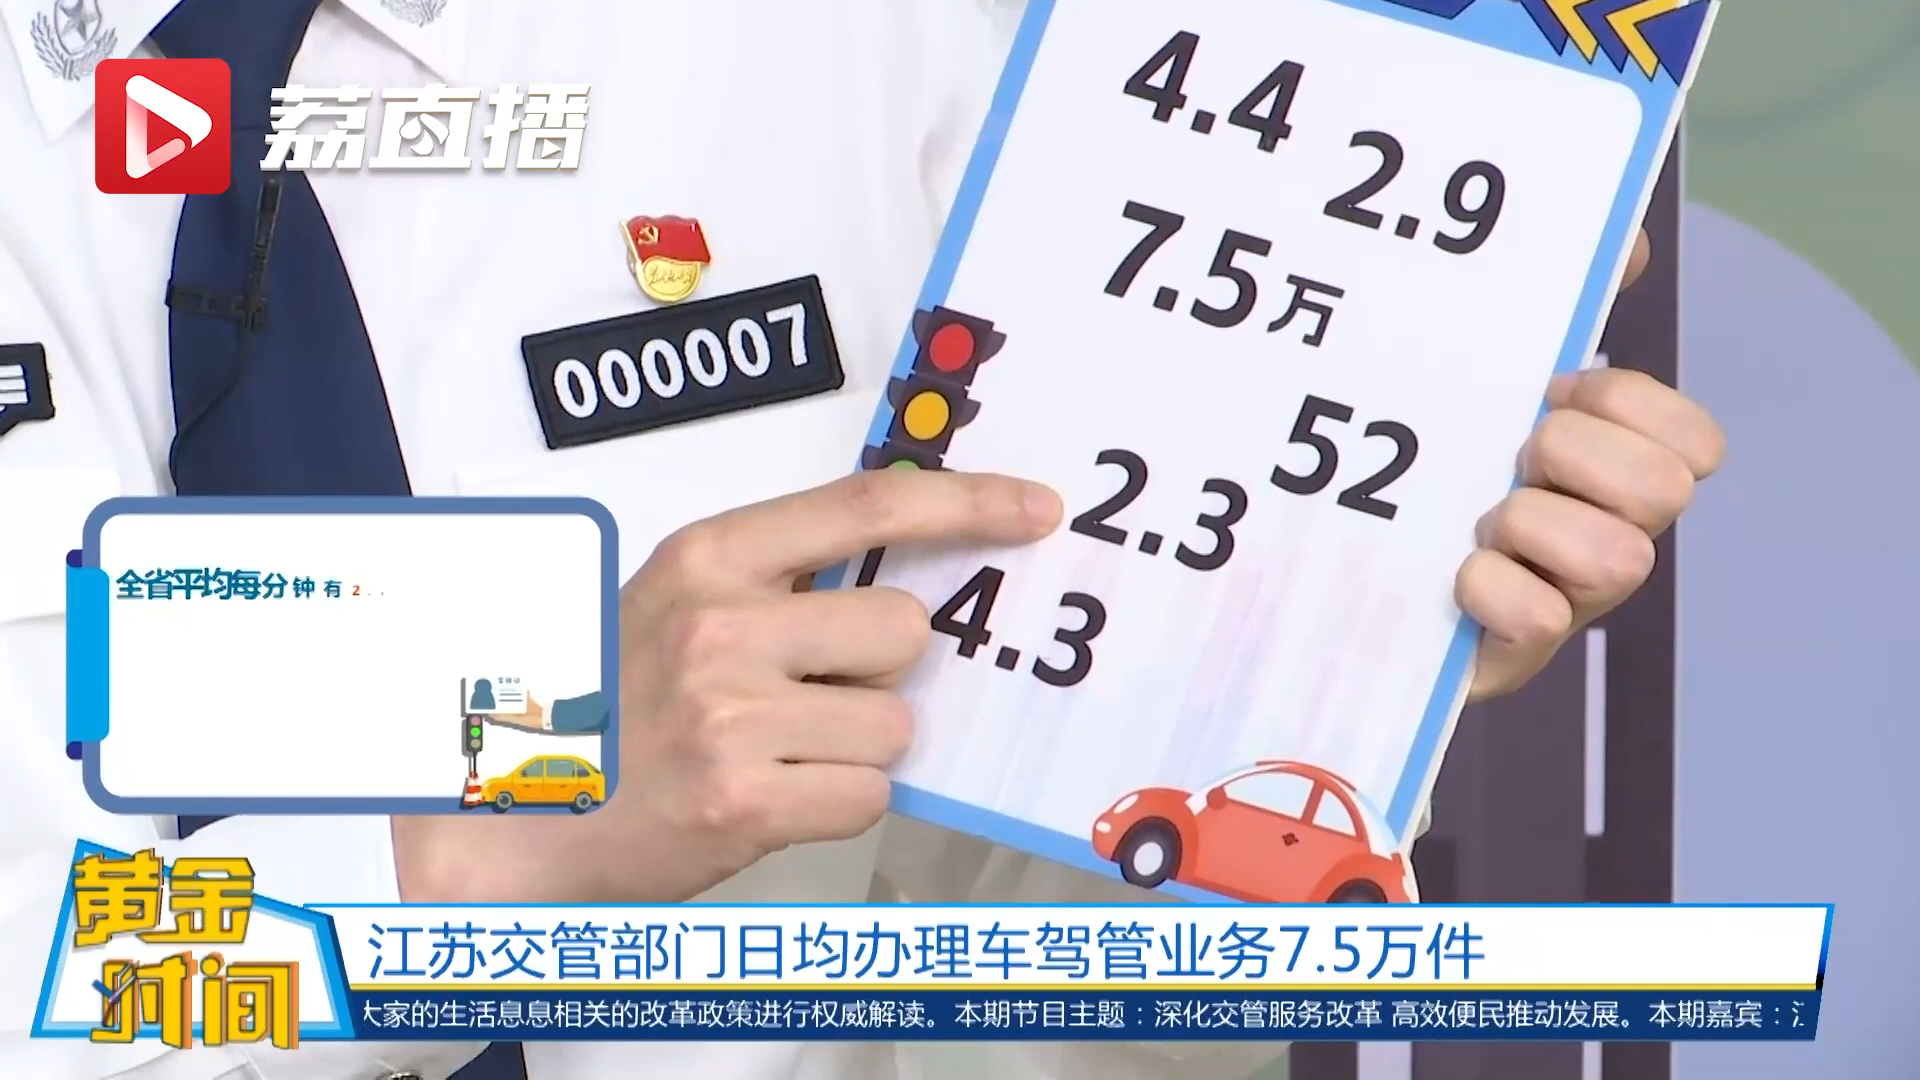 荔直播
4.4
2.9
7.5万
000007
52
2.3
4.3
全省平均每分钟有2
黄金
时间
江苏交管部门日均办理车驾管业务7.5万件
大家的生活息息相关的改革政策进行权威解读。本期节目主题：深化交管服务改革 高效便民推动发展。本期嘉宾：